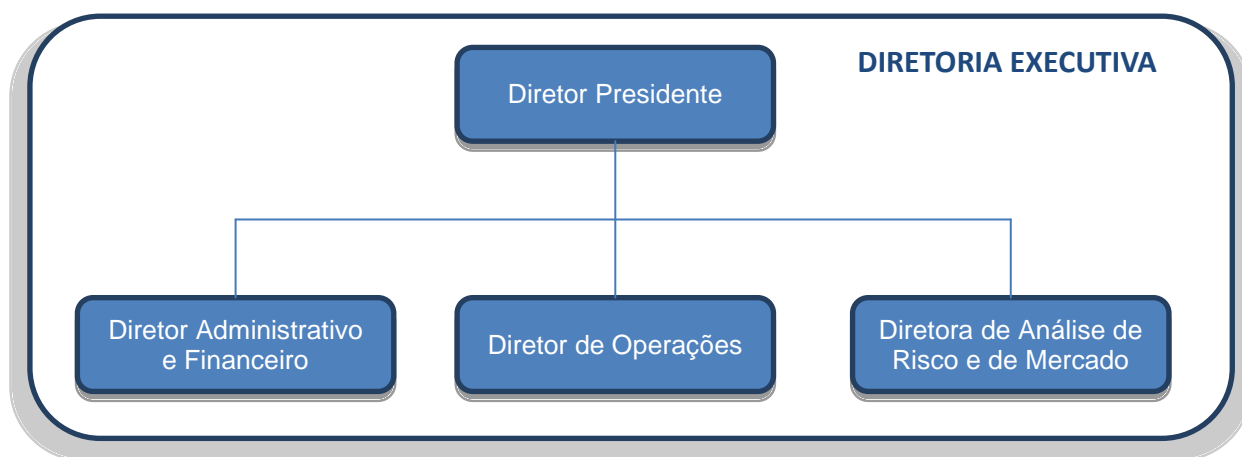 DIRETORIA EXECUTIVA
Diretor Presidente
Diretor Administrativo
e Financeiro
Diretor de Operações
Diretora de Análise de
Risco e de Mercado